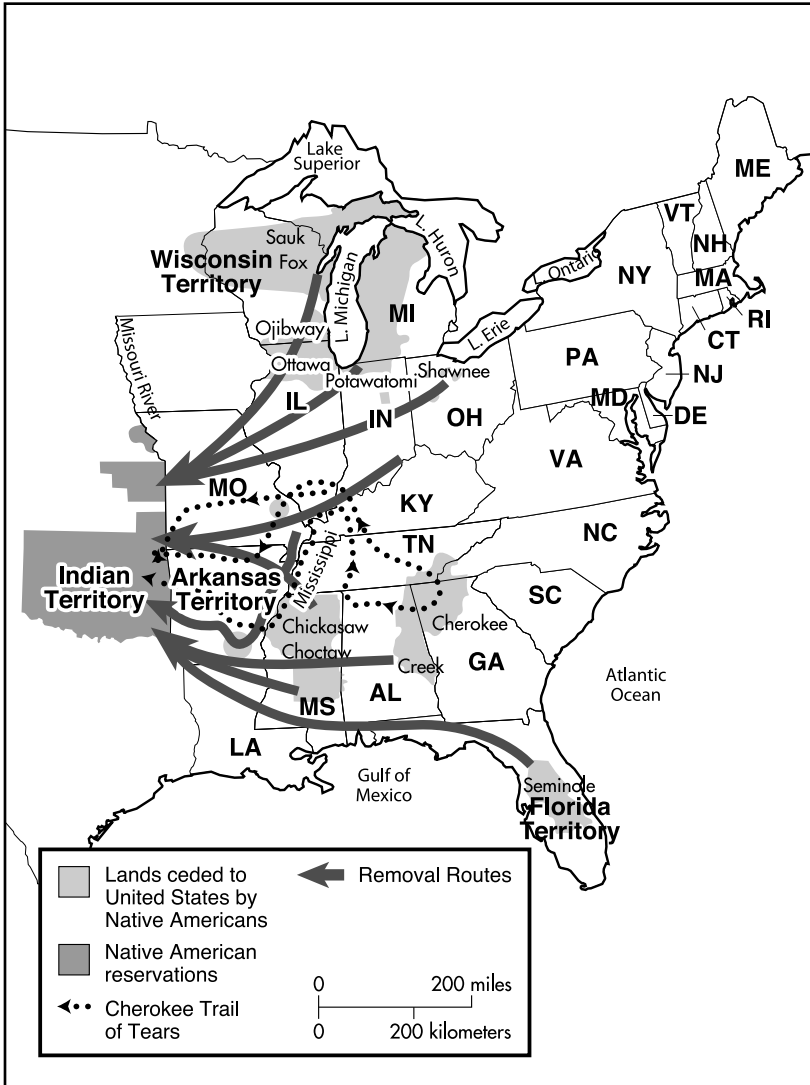 Lake
Superior
ME
VT
NH
L. Huron
Sauk
Fox
Wisconsin
Territory
L. Michigan
Ontario
NY
MA
RI
CT
MI
Missouri River
Ojibway
L. Erie
PA
NJ
Ottawa
Potawatomi
Shawnee
IL
IN
OH
MD
DE
VA
MO
KY
NC
TN
Mississippi
Indian
Territory
Arkansas
Territory
SC
Chickasaw
Choctaw
Cherokee
Creek
GA
Atlantic
Ocean
MS
AL
LA
Gulf of
Mexico
Seminole
Florida
Territory
Lands ceded to
United States by
Native Americans
Removal Routes
Native American
reservations
Cherokee Trail
of Tears
0 200 miles
0 200 kilometers